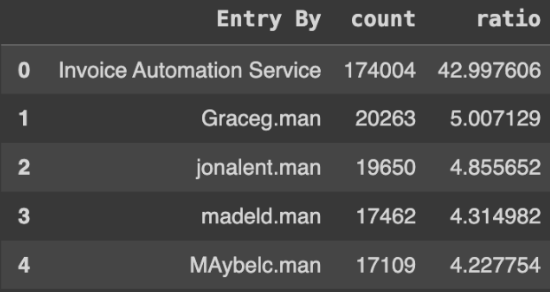 Entry By count ratio
0 Invoice Automation Service 174004 42.997606
1 Graceg.man 20263 5.007129
2 jonalent.man 19650 4.855652
3 madeld.man 17462 4.314982
4 MAybelc.man 17109 4.227754